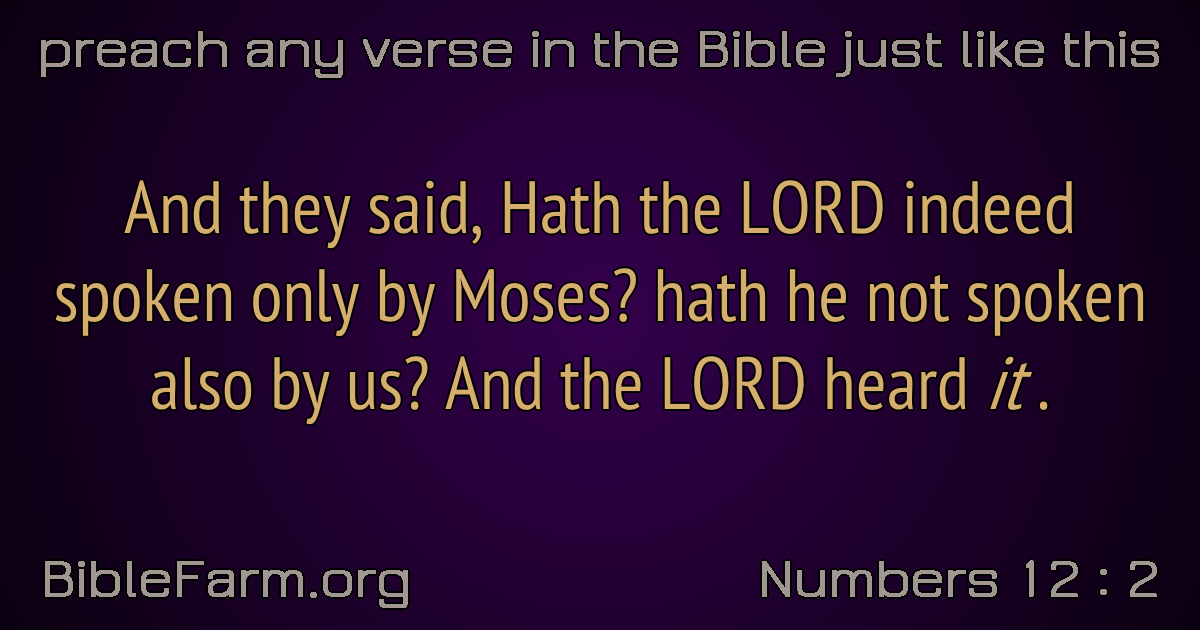 preach any verse in the Bible just like this
And they said, Hath the LORD indeed
spoken only by Moses? hath he not spoken
also by us? And the LORD heard it .
BibleFarm.org
Numbers 12 : 2